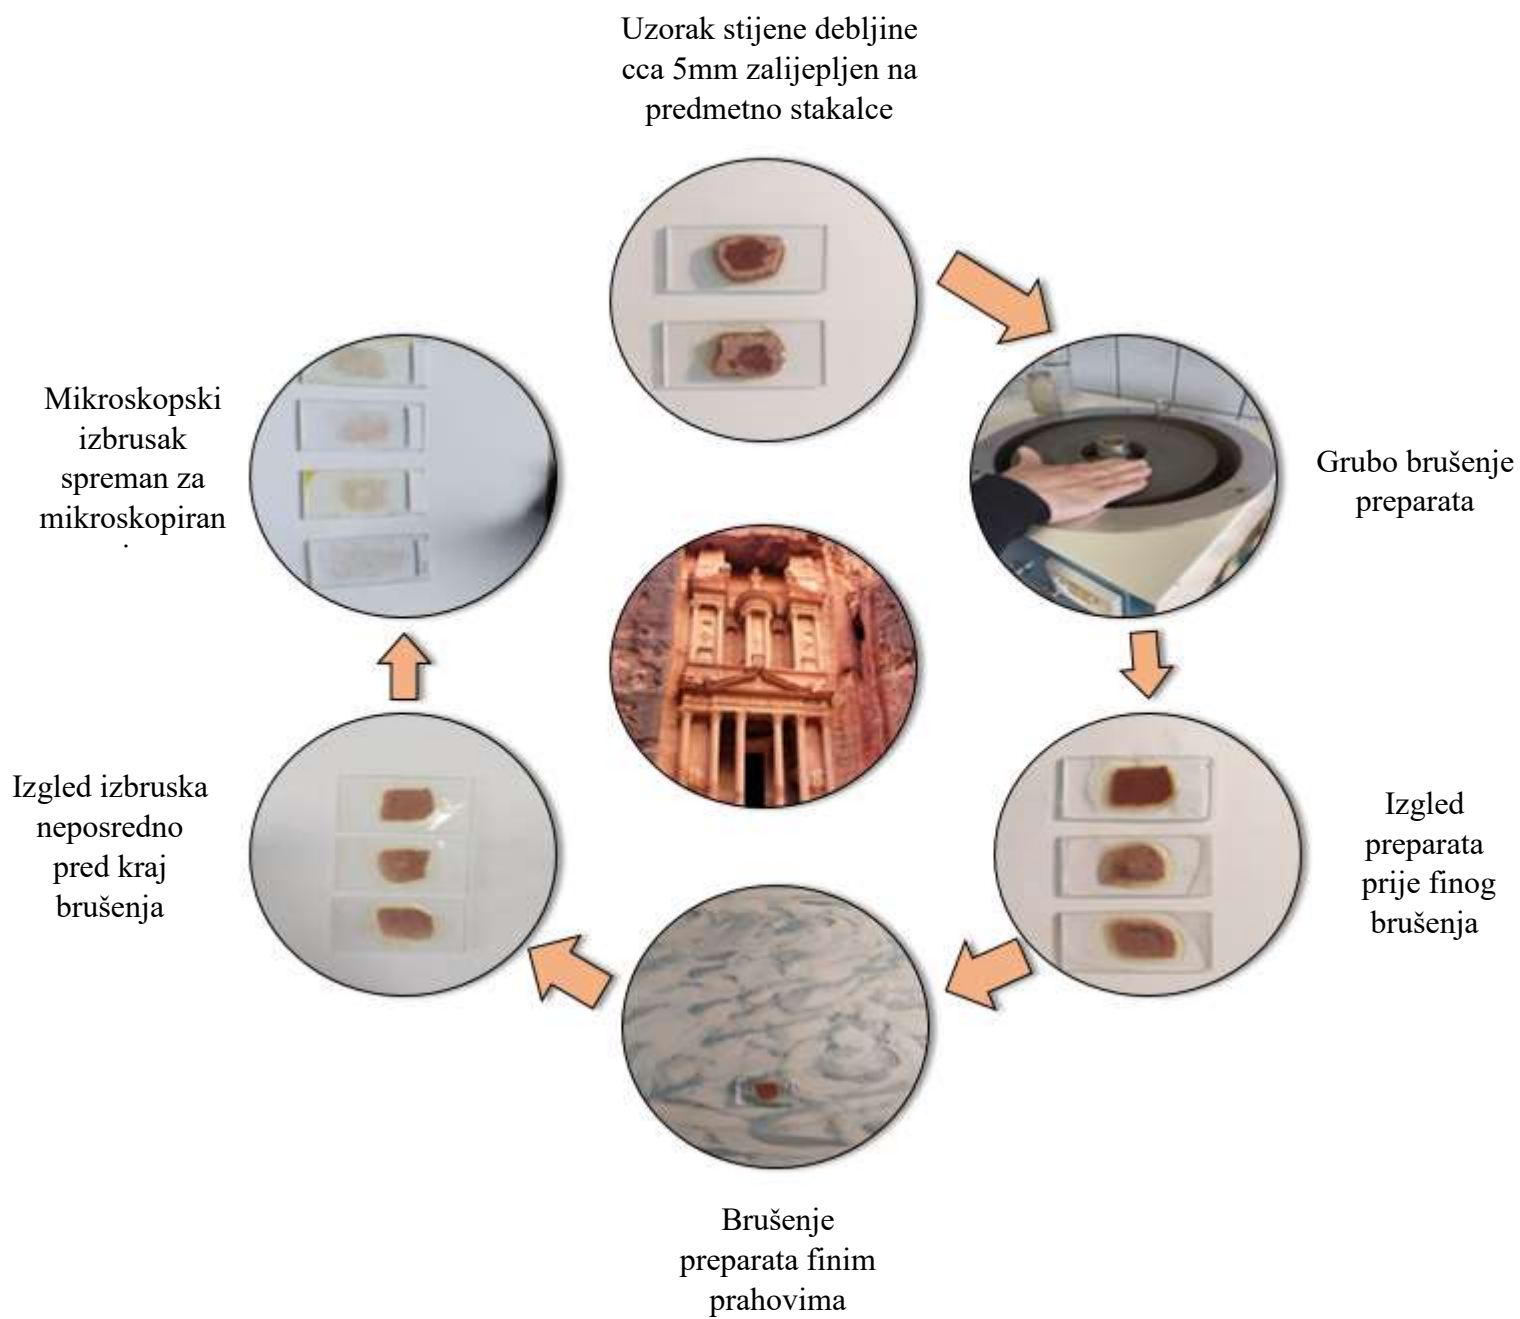 Uzorak stijene debljine
cca 5mm zalijepljen na
predmetno stakalce
Grubo brušenje
preparata
Izgled
preparata
prije finog
brušenja
Brušenje
preparata finim
prahovima
Izgled izbruska
neposredno
pred kraj
brušenja
Mikroskopski
izbrusak
spreman za
mikroskopiran